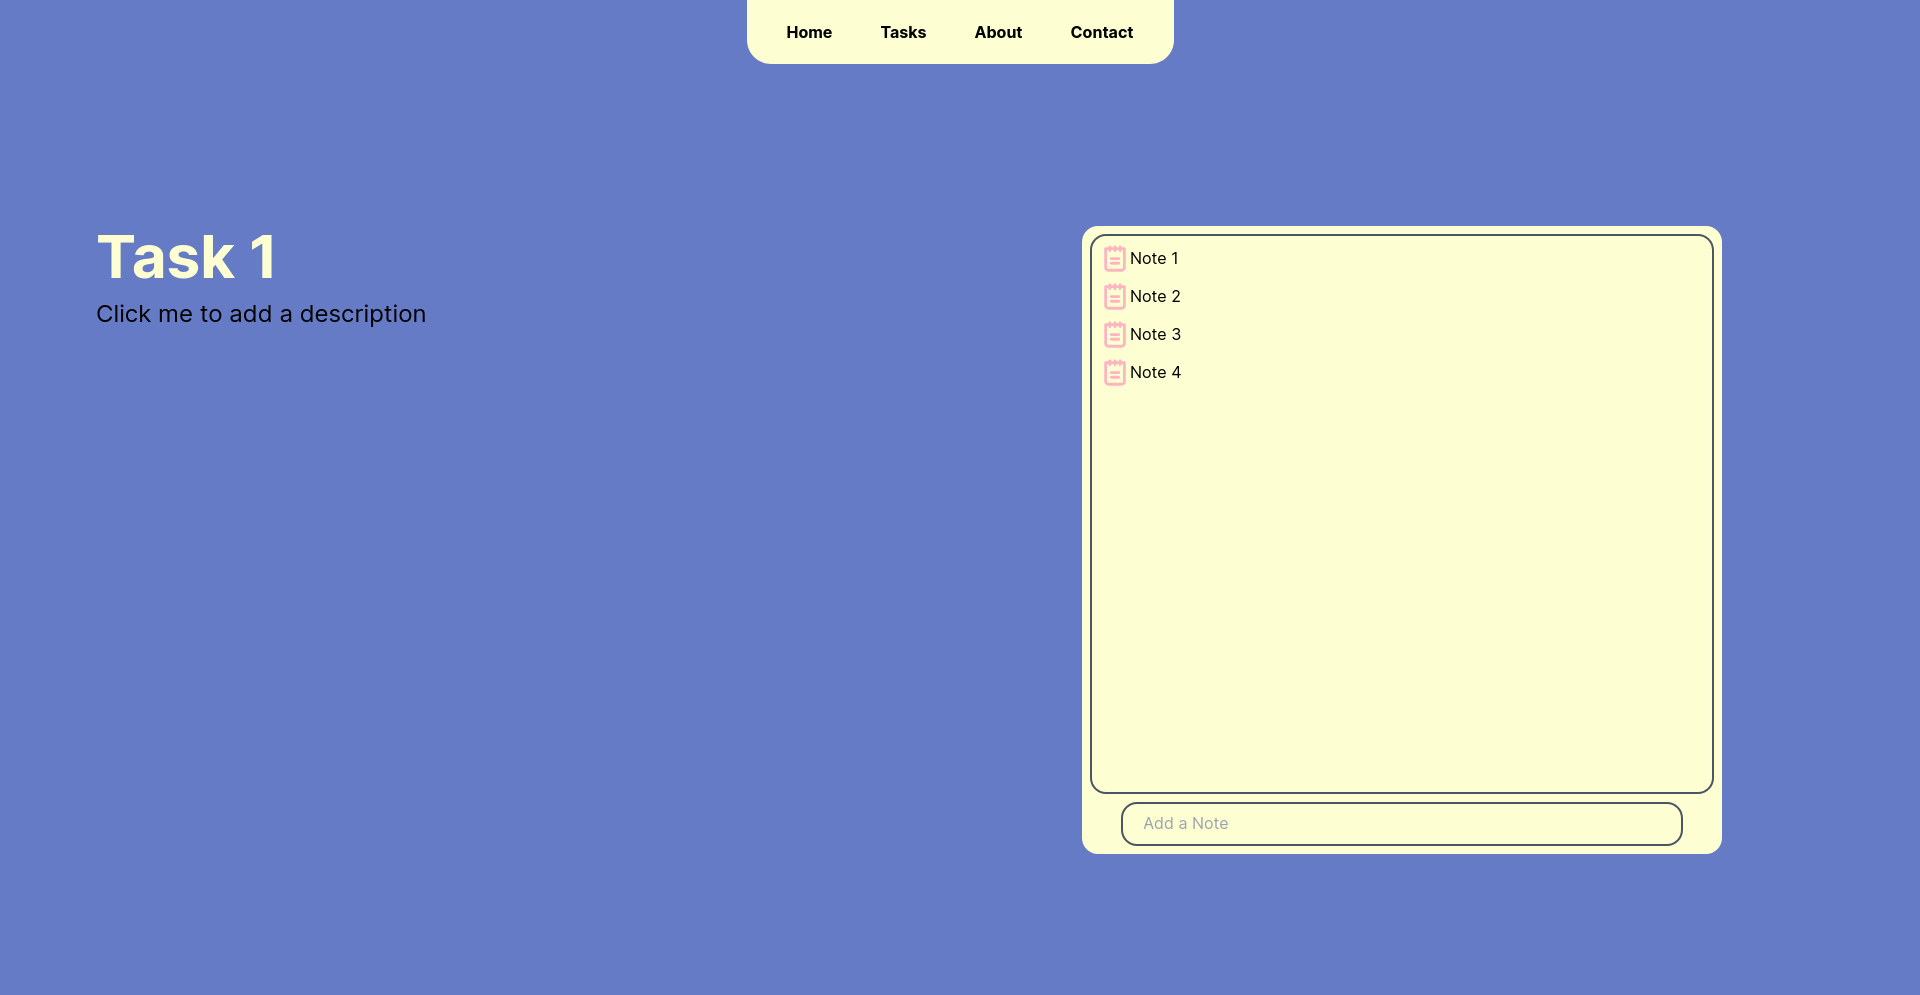 Home Tasks About Contact
Task 1
Click me to add a description
Note 1
Note 2
Note 3
Note 4
Add a Note